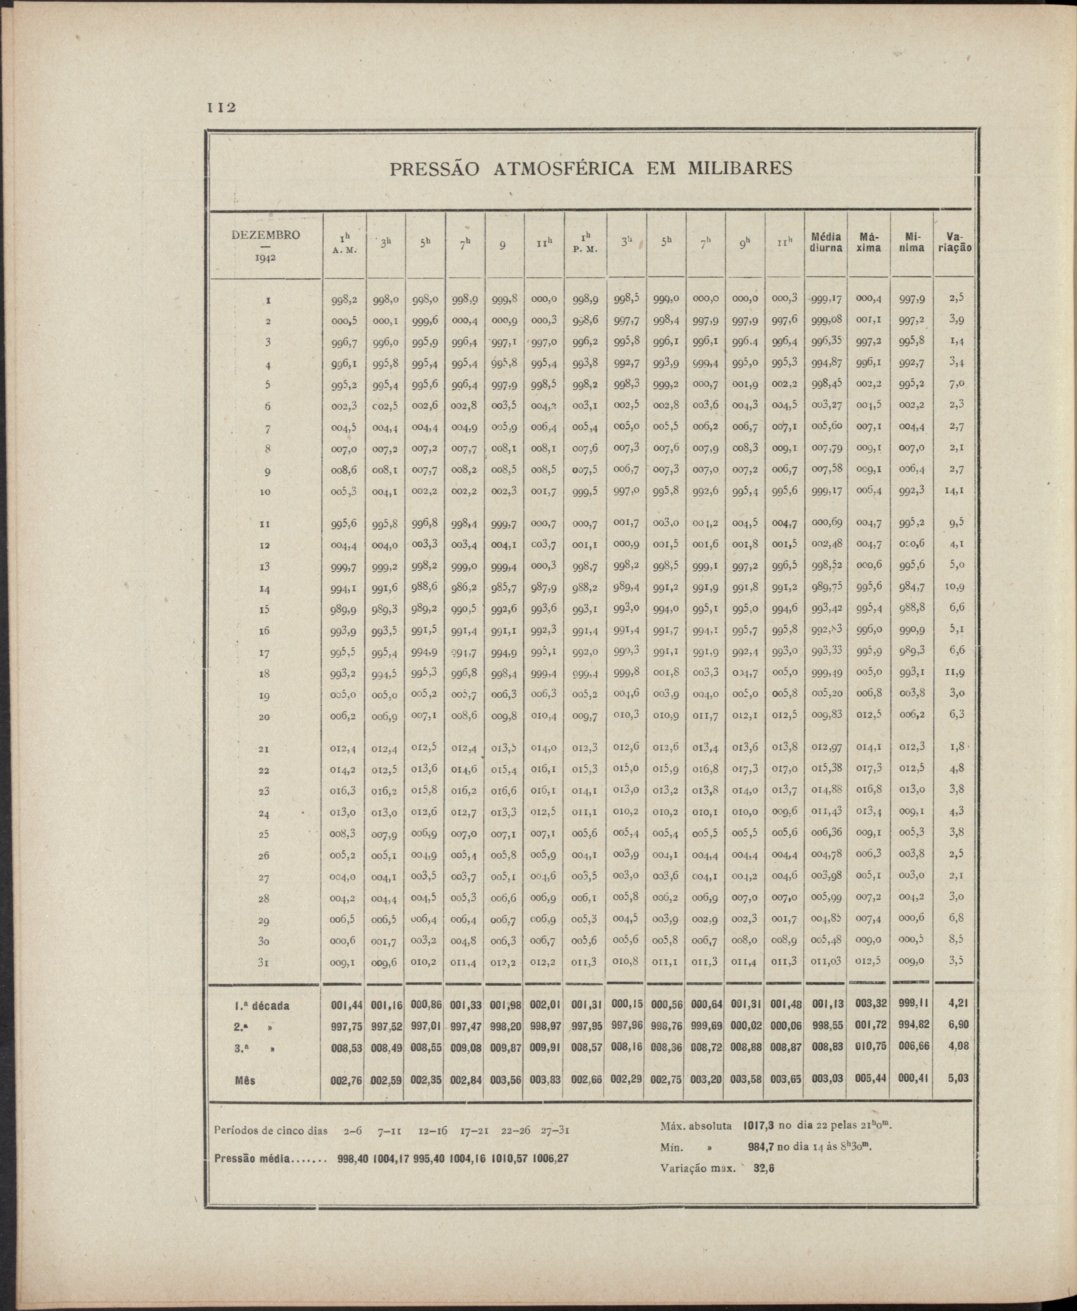 112
PRESSÃO ATMOSFÉRICA EM MILIBARES
DEZEMBRO — 1942 1h A. M. 3h 5h 7h 9 11h 1h P. M. 3h 5h 7h 9h 11h Média diurna Má-xima Mí-nima Va-riação
1 998,2 998,0 998,0 998,9 999,8 000,0 998,9 998,5 999,0 000,0 000,0 000,3 999,17 000,4 997,9 2,5
2 000,5 000,1 999,6 000,4 000,9 000,3 998,6 997,7 998,4 997,9 997,9 997,6 999,08 001,1 997,2 3,9
3 996,7 996,0 995,9 996,4 997,1 997,0 996,2 995,8 996,1 996,1 996,4 996,4 996,35 997,2 995,8 1,4
4 996,1 995,8 995,4 995,4 995,8 995,4 993,8 992,7 993,9 999,4 995,0 995,3 994,87 996,1 992,7 3,4
5 995,2 995,4 995,6 996,4 997,9 998,5 998,2 998,3 999,2 000,7 001,9 002,2 998,45 002,2 995,2 7,0
6 002,3 002,5 002,6 002,8 003,5 004,2 003,1 002,5 002,8 003,6 004,3 004,5 003,27 004,5 002,2 2,3
7 004,5 004,4 004,4 004,9 005,9 006,4 005,4 005,0 005,5 006,2 006,7 007,1 005,60 007,1 004,4 2,7
8 007,0 007,2 007,2 007,7 008,1 008,1 007,6 007,3 007,6 007,9 008,3 009,1 007,79 009,1 007,0 2,1
9 008,6 008,1 007,7 008,2 008,5 008,5 007,5 006,7 007,3 007,0 007,2 006,7 007,58 009,1 006,4 2,7
10 005,3 004,1 002,2 002,2 002,3 001,7 999,5 997,0 995,8 992,6 995,4 995,6 999,17 006,4 992,3 14,1
11 995,6 995,8 996,8 998,4 999,7 000,7 000,7 001,7 003,0 004,2 004,5 004,7 000,69 004,7 995,2 9,5
12 004,4 004,0 003,3 003,4 004,1 003,7 001,1 000,9 001,5 001,6 001,8 001,5 002,48 004,7 000,6 4,1
13 999,7 999,2 998,2 999,0 999,4 000,3 998,7 998,2 998,5 999,1 997,2 996,5 998,52 000,6 995,6 5,0
14 994,1 991,6 988,6 986,2 985,7 987,9 988,2 989,4 991,2 991,9 991,8 991,2 989,75 995,6 984,7 10,9
15 989,9 989,3 989,2 990,5 992,6 993,6 993,1 993,0 994,0 995,1 995,0 994,6 993,42 995,4 988,8 6,6
16 993,9 993,5 991,5 991,4 991,1 992,3 991,4 991,4 991,7 994,1 995,7 995,8 992,83 996,0 990,9 5,1
17 995,5 995,4 994,9 991,7 994,9 995,1 992,0 990,3 991,1 991,9 992,4 993,0 993,33 995,9 989,3 6,6
18 993,2 994,5 995,3 996,8 998,4 999,4 999,4 999,8 001,8 003,3 004,7 005,0 999,49 005,0 993,1 11,9
19 005,0 005,0 005,2 005,7 006,3 006,3 005,2 004,6 003,9 004,0 005,0 005,8 005,20 006,8 003,8 3,0
20 006,2 006,9 007,1 008,6 009,8 010,4 009,7 010,3 010,9 011,7 012,1 012,5 009,83 012,5 006,2 6,3
21 012,4 012,4 012,5 012,4 013,5 014,0 012,3 012,6 012,6 013,4 013,6 013,8 012,97 014,1 012,3 1,8
22 014,2 012,5 013,6 014,6 015,4 016,1 015,3 015,0 015,9 016,8 017,3 017,0 015,38 017,3 012,5 4,8
23 016,3 016,2 015,8 016,2 016,6 016,1 014,1 013,0 013,2 013,8 014,0 013,7 014,88 016,8 013,0 3,8
24 013,0 013,0 012,6 012,7 013,3 012,5 011,1 010,2 010,2 010,1 010,0 009,6 011,43 013,4 009,1 4,3
25 008,3 007,9 006,9 007,0 007,1 007,1 005,6 005,4 005,4 005,5 005,5 005,6 006,36 009,1 005,3 3,8
26 005,2 005,1 004,9 005,4 005,8 005,9 004,1 003,9 004,1 004,4 004,4 004,4 004,78 006,3 003,8 2,5
27 004,0 004,1 003,5 003,7 005,1 004,6 003,5 003,0 003,6 004,1 004,2 004,6 003,98 005,1 003,0 2,1
28 004,2 004,4 004,5 005,3 006,6 006,9 006,1 005,8 006,2 006,9 007,0 007,0 005,99 007,2 004,2 3,0
29 006,5 006,5 006,4 006,4 006,7 006,9 005,3 004,5 003,9 002,9 002,3 001,7 004,85 007,4 000,6 6,8
30 000,6 001,7 003,2 004,8 006,3 006,7 005,6 005,6 005,8 006,7 008,0 008,9 005,48 009,0 000,5 8,5
31 009,1 009,6 010,2 011,4 012,2 012,2 011,3 010,8 011,1 011,3 011,4 011,3 011,03 012,5 009,0 3,5
1.ª década 001,44 001,16 000,86 001,33 001,98 002,01 001,31 000,15 000,56 000,64 001,31 001,48 001,13 003,32 999,11 4,21
2.ª » 997,75 997,52 997,01 997,47 998,20 998,97 997,95 997,96 998,76 999,69 000,02 000,06 998,55 001,72 994,82 6,90
3.ª » 008,53 008,49 008,55 009,08 009,87 009,91 008,57 008,16 008,36 008,72 008,88 008,87 008,83 010,75 006,66 4,08
Mês 002,76 002,59 002,35 002,84 003,56 003,83 002,66 002,29 002,75 003,20 003,58 003,65 003,03 005,44 000,41 5,03
Períodos de cinco dias 2–6 7–11 12–16 17–21 22–26 27–31
Pressão média....... 998,40 1004,17 995,40 1004,16 1010,57 1006,27
Máx. absoluta 1017,3 no dia 22 pelas 21h0m.
Min. » 984,7 no dia 14 às 8h30m.
Variação max. 32,6